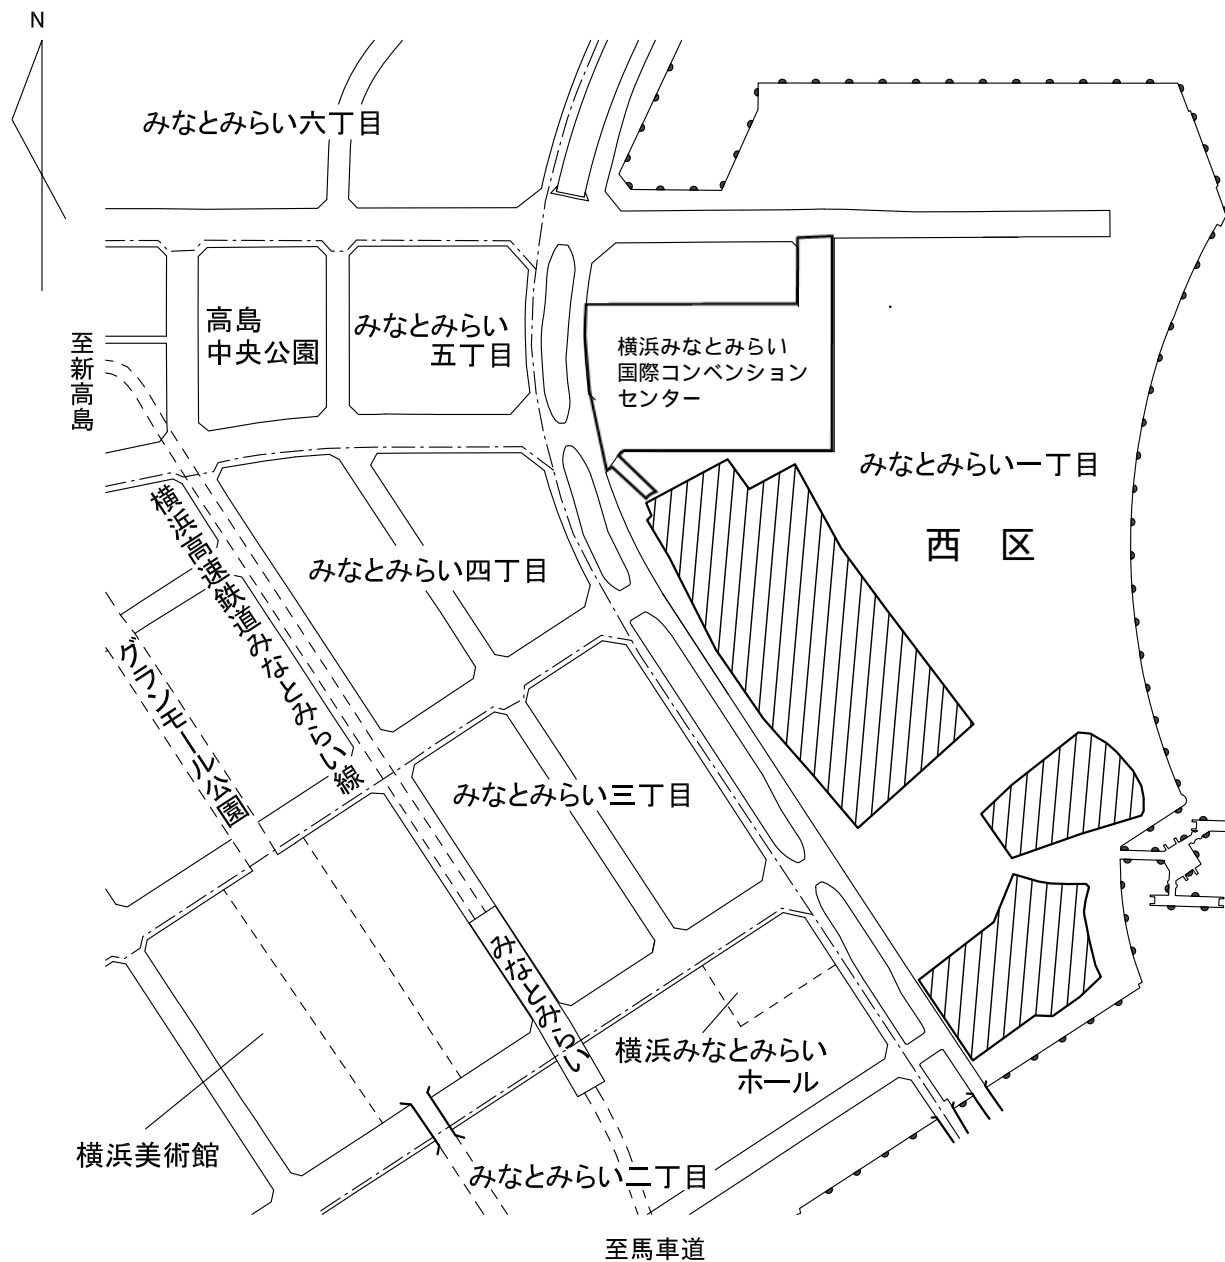 N
みなとみらい六丁目
高島
中央公園
みなとみらい
五丁目
横浜みなとみらい
国際コンベンション
センター
至新高島
みなとみらい一丁目
西区
横浜高速鉄道みなとみらい線
みなとみらい四丁目
グランモール公園
みなとみらい三丁目
みなとみらい
横浜みなとみらい
ホール
横浜美術館
みなとみらい二丁目
至馬車道